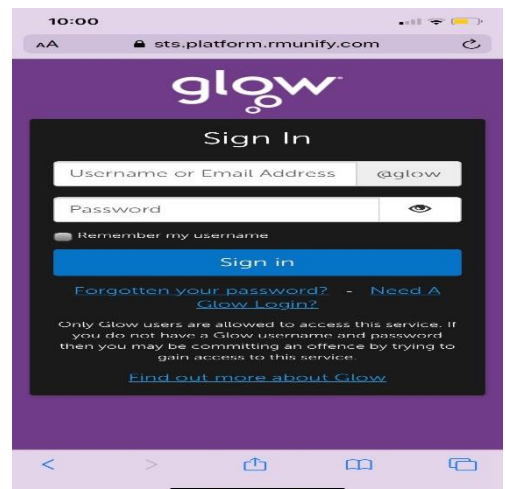 10:00
AA sts.platform.rmunify.com
glow
Sign In
Username or Email Address @glow
Password
Remember my username
Sign in
Forgotten your password? - Need A
Glow Login?
Only Glow users are allowed to access this service. If
you do not have a Glow username and password
then you may be committing an offence by trying to
gain access to this service.
Find out more about Glow